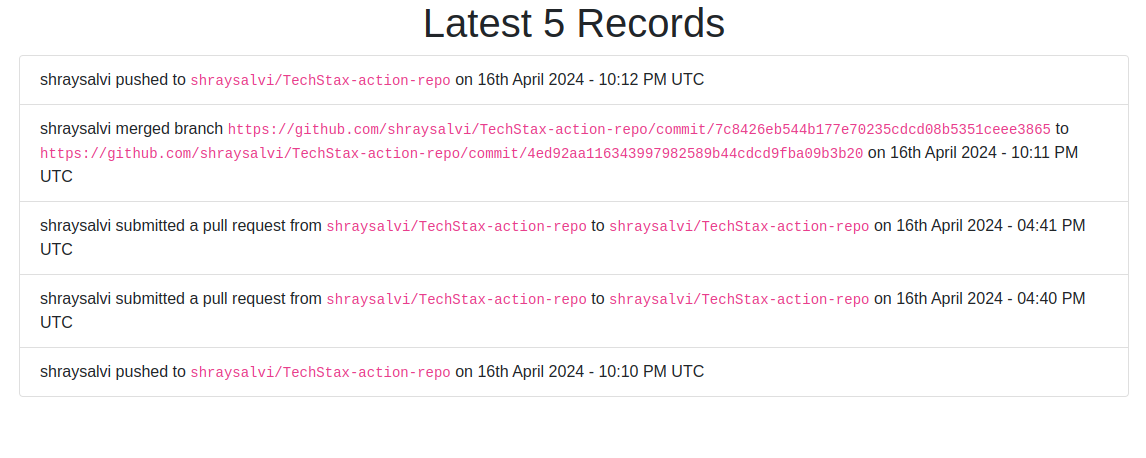 Latest 5 Records
shraysalvi pushed to shraysalvi/TechStax-action-repo on 16th April 2024 - 10:12 PM UTC
shraysalvi merged branch https://github.com/shraysalvi/TechStax-action-repo/commit/7c8426eb544b177e70235cdcd08b5351ceee3865 to
https://github.com/shraysalvi/TechStax-action-repo/commit/4ed92aa116343997982589b44cdcd9fba09b3b20 on 16th April 2024 - 10:11 PM
UTC
shraysalvi submitted a pull request from shraysalvi/TechStax-action-repo to shraysalvi/TechStax-action-repo on 16th April 2024 - 04:41 PM
UTC
shraysalvi submitted a pull request from shraysalvi/TechStax-action-repo to shraysalvi/TechStax-action-repo on 16th April 2024 - 04:40 PM
UTC
shraysalvi pushed to shraysalvi/TechStax-action-repo on 16th April 2024 - 10:10 PM UTC